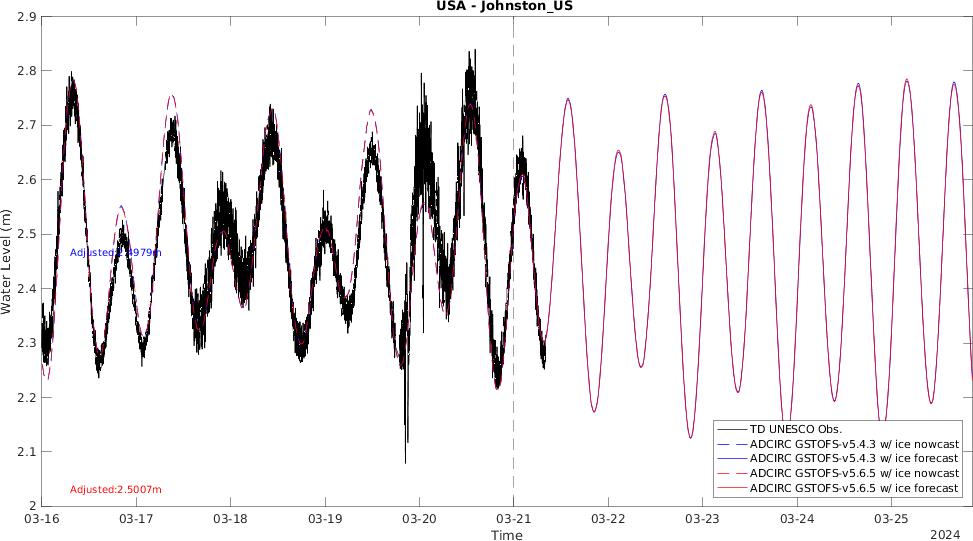 USA - Johnston_US
2.9
2.8
2.7
2.6
2.5
2.4
2.3
2.2
2.1
2
Water Level (m)
Adjusted:2.4979m
Adjusted:2.5007m
TD UNESCO Obs.
ADCIRC GSTOFS-v5.4.3 w/ ice nowcast
ADCIRC GSTOFS-v5.4.3 w/ ice forecast
ADCIRC GSTOFS-v5.6.5 w/ ice nowcast
ADCIRC GSTOFS-v5.6.5 w/ ice forecast
03-16 03-17 03-18 03-19 03-20 03-21 03-22 03-23 03-24 03-25
Time
2024